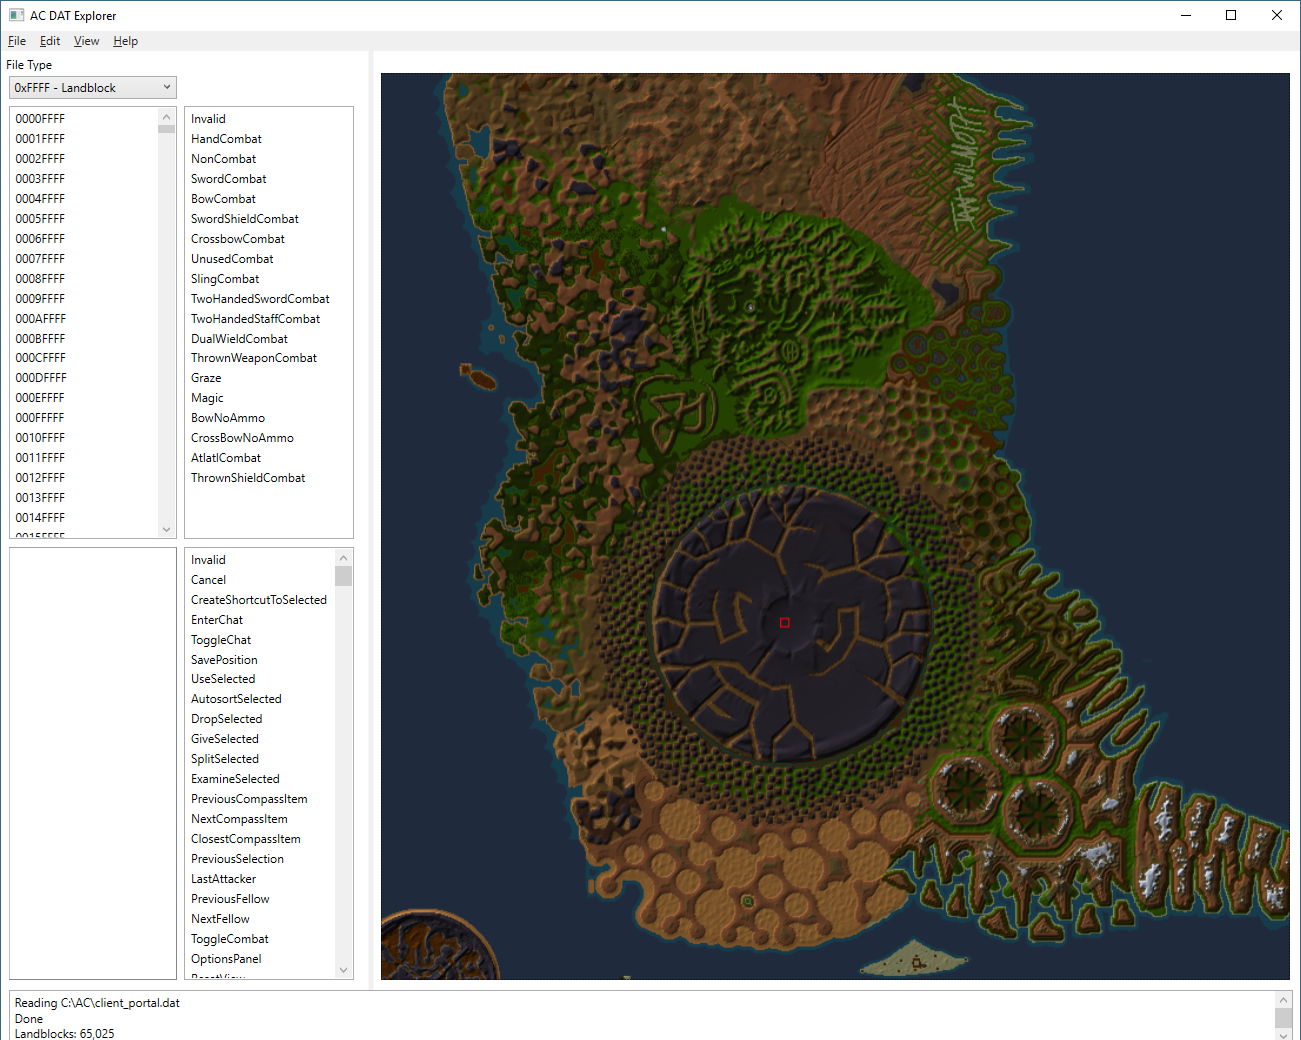 AC DAT Explorer
File Edit View Help
File Type
0xFFFF - Landblock
0000FFFF
0001FFFF
0002FFFF
0003FFFF
0004FFFF
0005FFFF
0006FFFF
0007FFFF
0008FFFF
0009FFFF
000AFFFF
000BFFFF
000CFFFF
000DFFFF
000EFFFF
000FFFFF
0010FFFF
0011FFFF
0012FFFF
0013FFFF
0014FFFF
0015FFFF
Invalid
HandCombat
NonCombat
SwordCombat
BowCombat
SwordShieldCombat
CrossbowCombat
UnusedCombat
SlingCombat
TwoHandedSwordCombat
TwoHandedStaffCombat
DualWieldCombat
ThrownWeaponCombat
Graze
Magic
BowNoAmmo
CrossBowNoAmmo
AtlatlCombat
ThrownShieldCombat
Invalid
Cancel
CreateShortcutToSelected
EnterChat
ToggleChat
SavePosition
UseSelected
AutosortSelected
DropSelected
GiveSelected
SplitSelected
ExamineSelected
PreviousCompassItem
NextCompassItem
ClosestCompassItem
PreviousSelection
LastAttacker
PreviousFellow
NextFellow
ToggleCombat
OptionsPanel
ResetView
IAN WILMOTH
Reading C:\AC\client_portal.dat
Done
Landblocks: 65,025